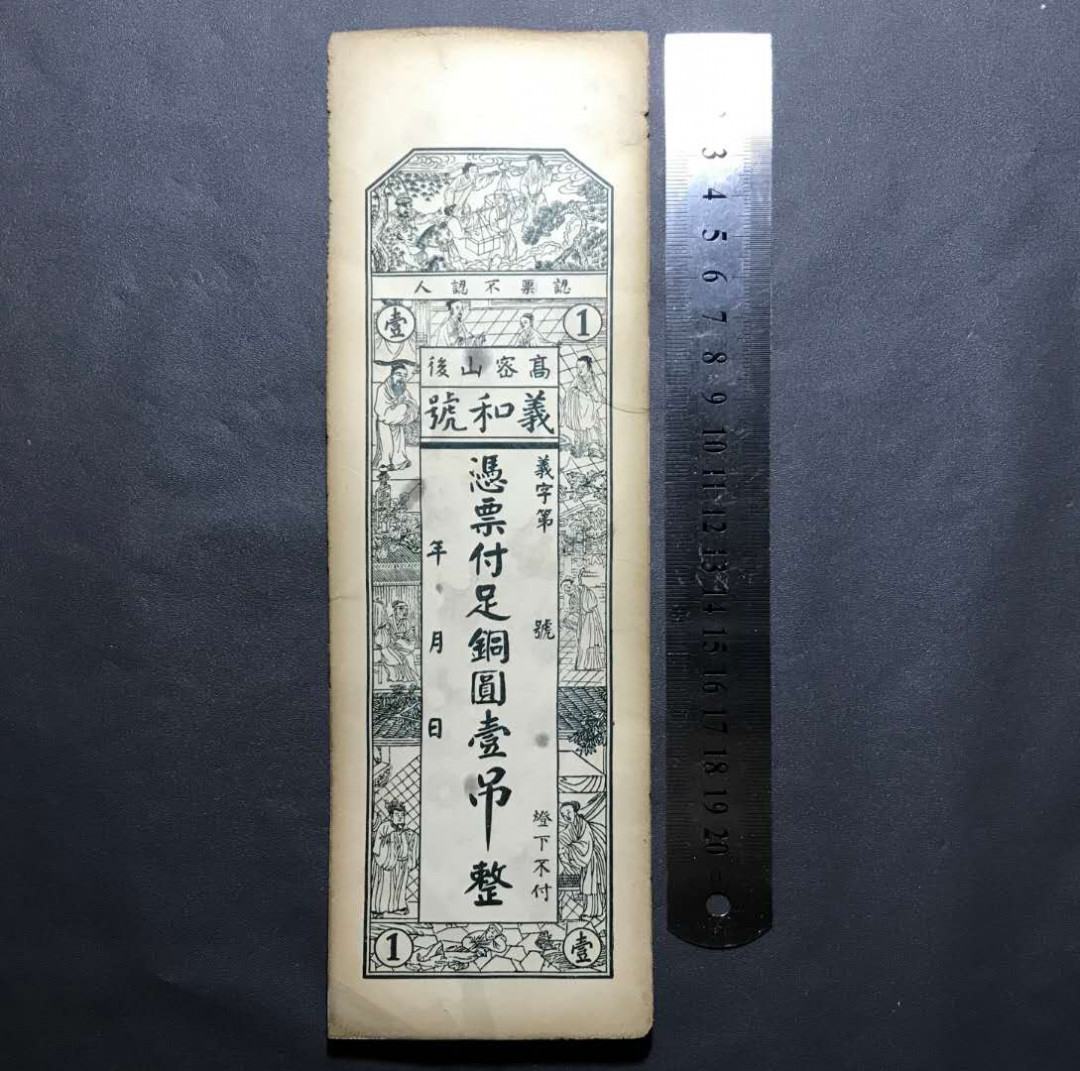 認票不認人
壹
1
高密山後
義和號
義字第 號
燈下不付
憑票付足銅圓壹吊整
年 月 日
1
壹
3 4 5 6 7 8 9 10 11 12 13 14 15 16 17 18 19 20